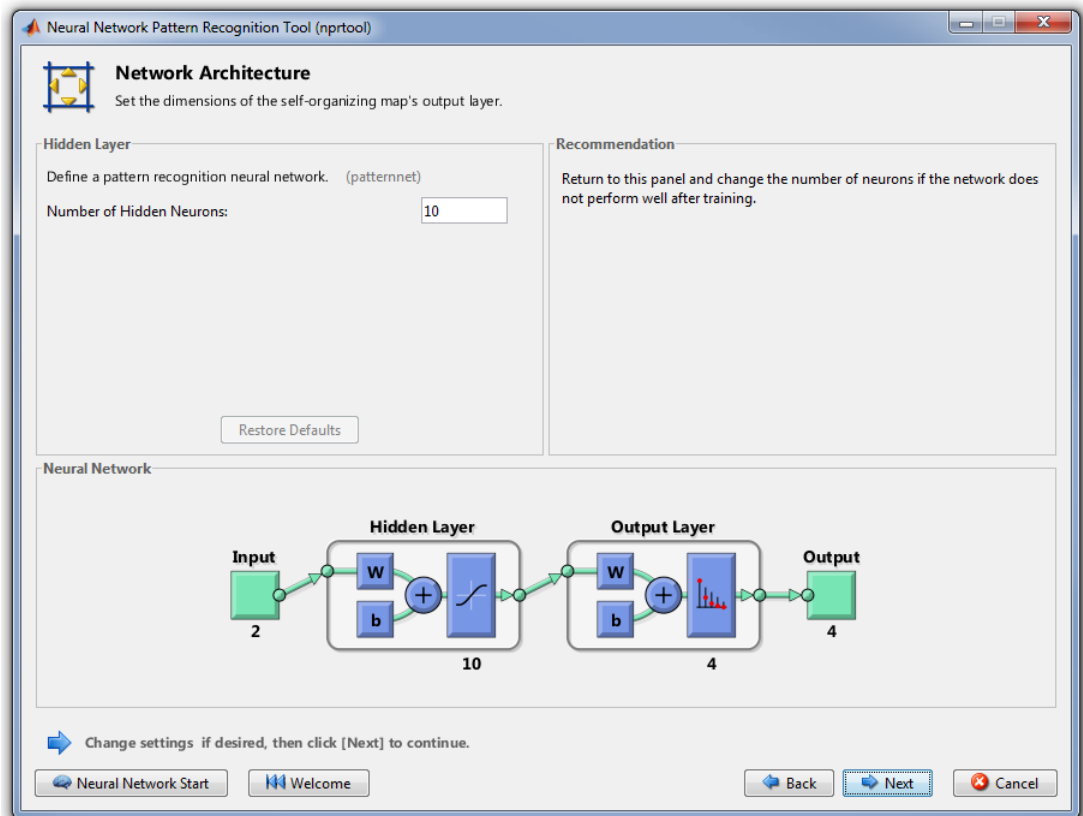 Neural Network Pattern Recognition Tool (nprtool)
Network Architecture
Set the dimensions of the self-organizing map's output layer.
Hidden Layer
Define a pattern recognition neural network. (patternnet)
Number of Hidden Neurons: 10
Restore Defaults
Recommendation
Return to this panel and change the number of neurons if the network does
not perform well after training.
Neural Network
Hidden Layer
Output Layer
Input
W
b
+
W
b
+
Output
2
10
4
4
Change settings if desired, then click [Next] to continue.
Neural Network Start
Welcome
Back
Next
Cancel